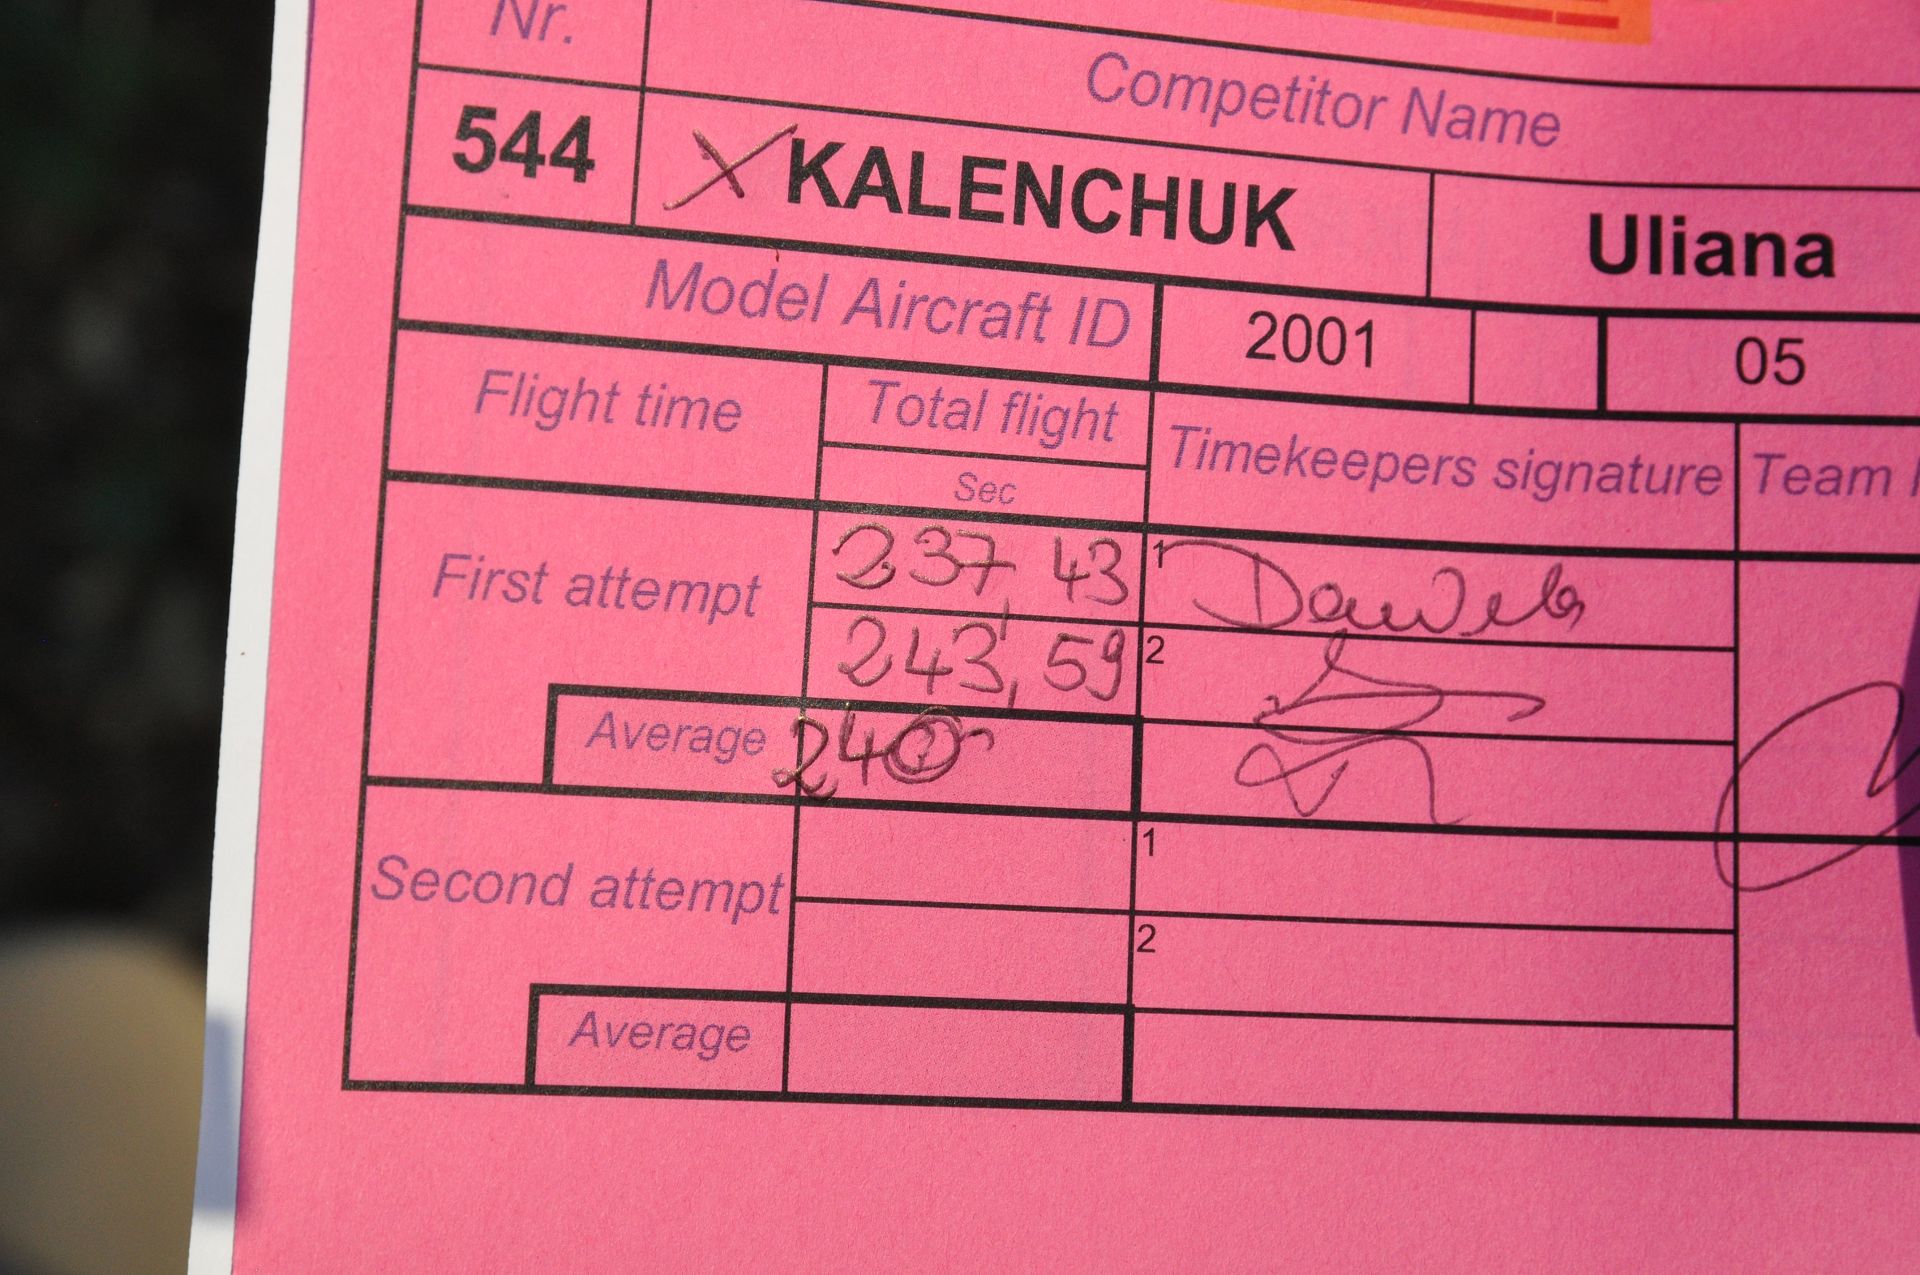 Nr. Competitor Name
544 X KALENCHUK Uliana
Model Aircraft ID 2001 05
Flight time Total flight Timekeepers signature Team
Sec
First attempt 237,43 1
243,59 2
Average 240
Second attempt 1
2
Average